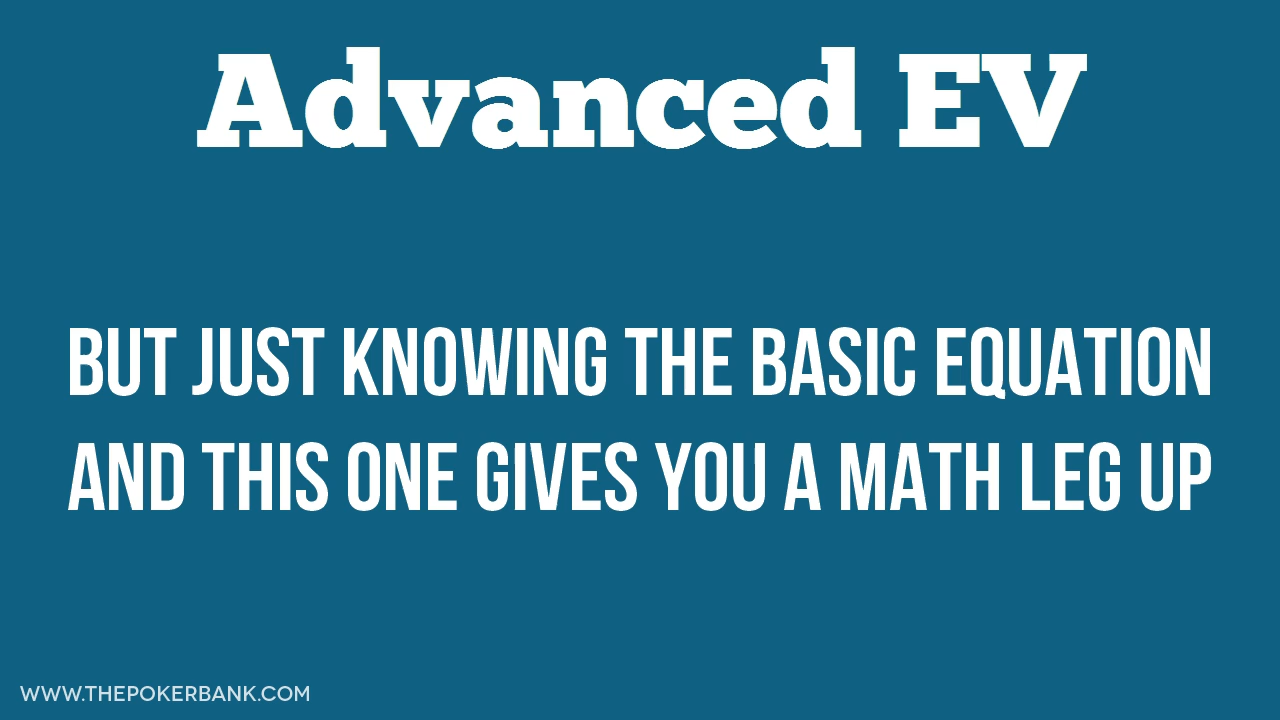 Advanced EV
BUT JUST KNOWING THE BASIC EQUATION
AND THIS ONE GIVES YOU A MATH LEG UP
WWW.THEPOKERBANK.COM